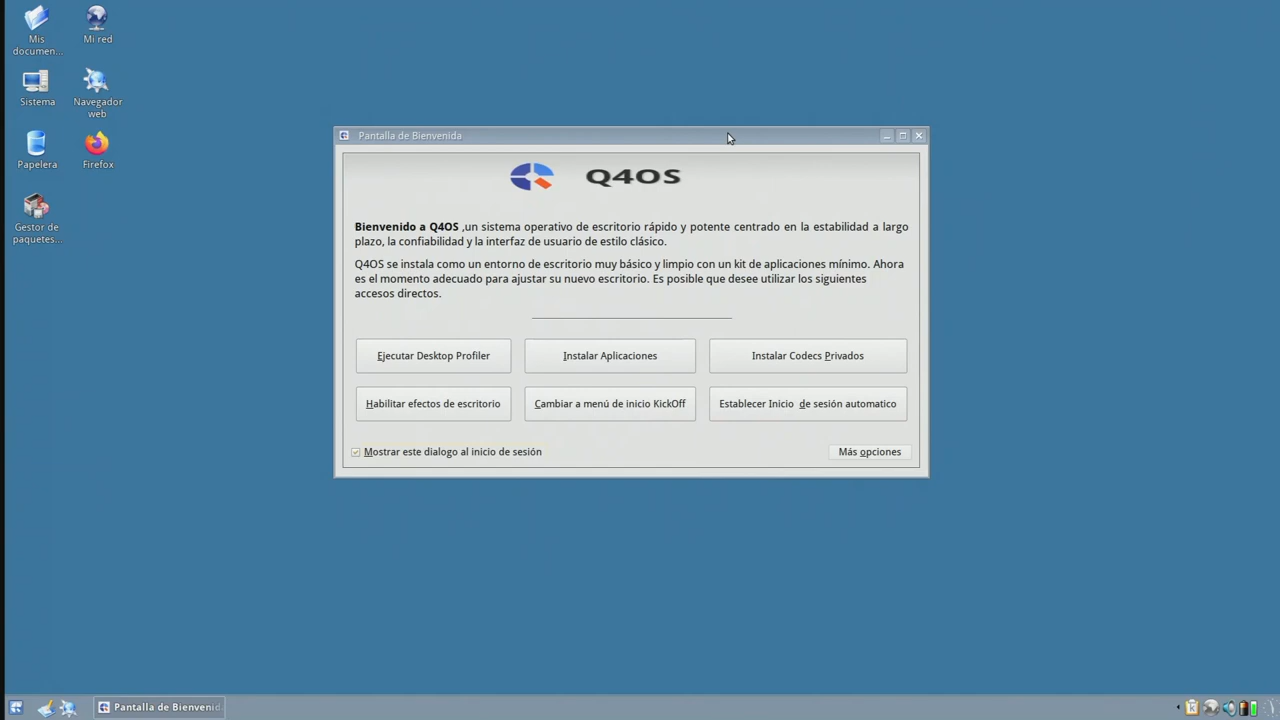 Mis
documen...
Mi red
Sistema
Navegador
web
Papelera
Firefox
Gestor de
paquetes...
Pantalla de Bienvenida
Q4OS
Bienvenido a Q4OS ,un sistema operativo de escritorio rápido y potente centrado en la estabilidad a largo
plazo, la confiabilidad y la interfaz de usuario de estilo clásico.
Q4OS se instala como un entorno de escritorio muy básico y limpio con un kit de aplicaciones mínimo. Ahora
es el momento adecuado para ajustar su nuevo escritorio. Es posible que desee utilizar los siguientes
accesos directos.
Ejecutar Desktop Profiler
Instalar Aplicaciones
Instalar Codecs Privados
Habilitar efectos de escritorio
Cambiar a menú de inicio KickOff
Establecer Inicio de sesión automatico
Mostrar este dialogo al inicio de sesión
Más opciones
Pantalla de Bienvenid